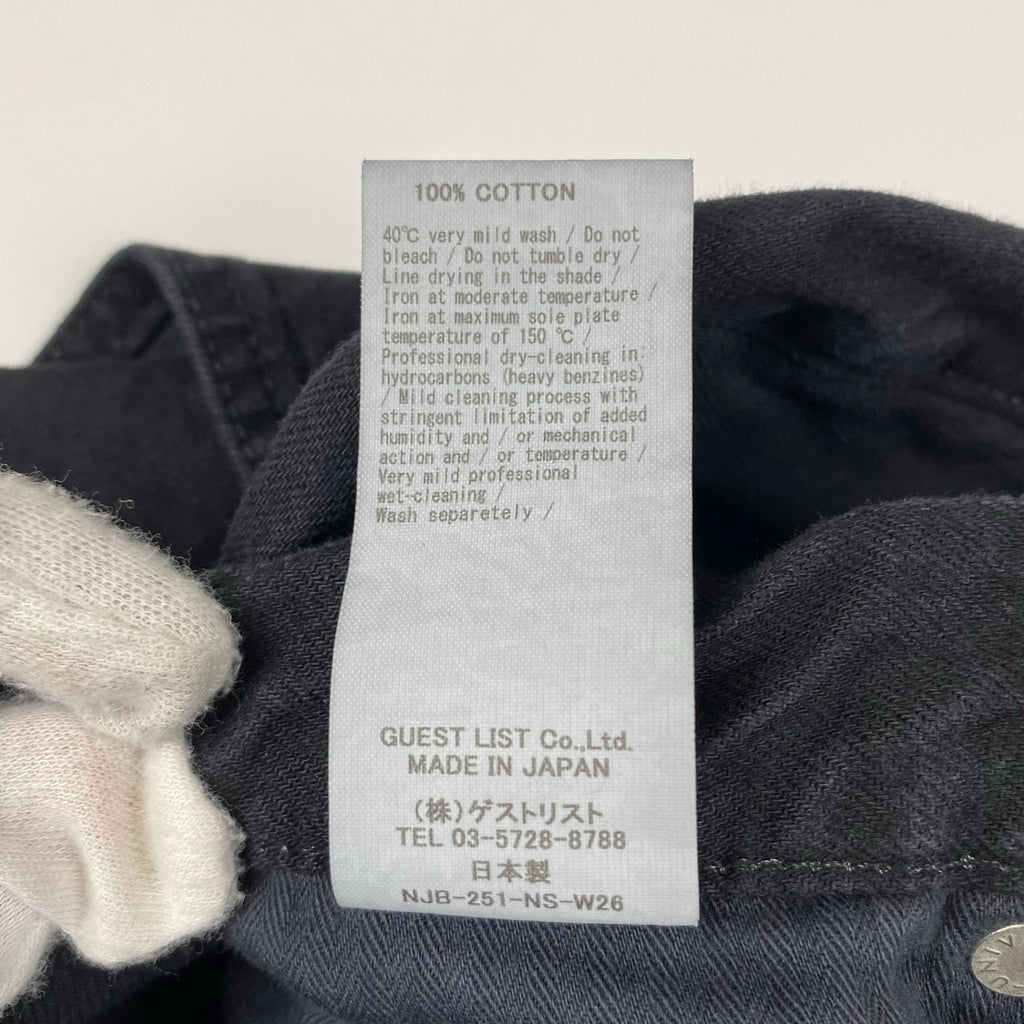 100% COTTON
40℃ very mild wash / Do not
bleach / Do not tumble dry /
Line drying in the shade /
Iron at moderate temperature /
Iron at maximum sole plate
temperature of 150 ℃ /
Professional dry-cleaning in
hydrocarbons (heavy benzines)
/ Mild cleaning process with
stringent limitation of added
humidity and / or mechanical
action and / or temperature /
Very mild professional
wet-cleaning /
Wash separetely /
GUEST LIST Co.,Ltd.
MADE IN JAPAN
(株)ゲストリスト
TEL 03-5728-8788
日本製
NJB-251-NS-W26